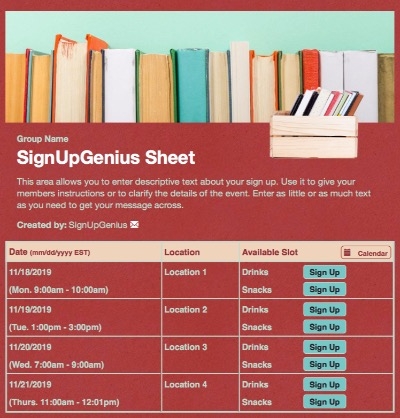 Group Name
SignUpGenius Sheet
This area allows you to enter descriptive text about your sign up. Use it to give your
members instructions or to clarify the details of the event. Enter as little or as much text
as you need to get your message across.
Created by: SignUpGenius
Date (mm/dd/yyyy EST) Location Available Slot Calendar
11/18/2019 Location 1 Drinks Sign Up
(Mon. 9:00am - 10:00am) Snacks Sign Up
11/19/2019 Location 2 Drinks Sign Up
(Tue. 1:00pm - 3:00pm) Snacks Sign Up
11/20/2019 Location 3 Drinks Sign Up
(Wed. 7:00am - 9:00am) Snacks Sign Up
11/21/2019 Location 4 Drinks Sign Up
(Thurs. 11:00am - 12:01pm) Snacks Sign Up